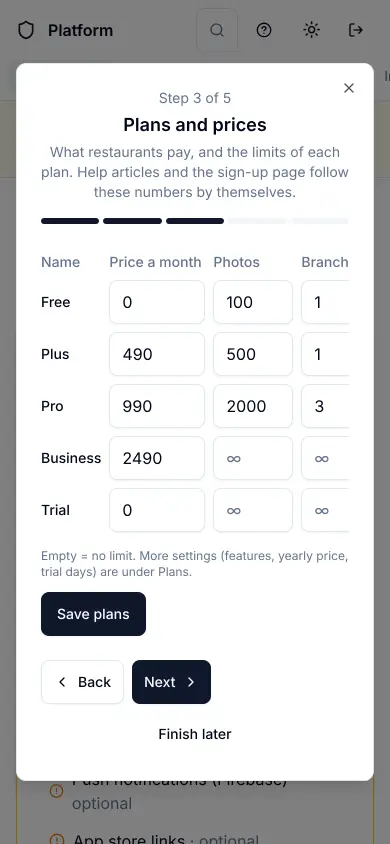 Platform
Step 3 of 5
Plans and prices
What restaurants pay, and the limits of each
plan. Help articles and the sign-up page follow
these numbers by themselves.
Name Price a month Photos Branch
Free 0 100 1
Plus 490 500 1
Pro 990 2000 3
Business 2490 ∞ ∞
Trial 0 ∞ ∞
Empty = no limit. More settings (features, yearly price,
trial days) are under Plans.
Save plans
Back Next
Finish later
Push notifications (Firebase)
optional
App store links · optional